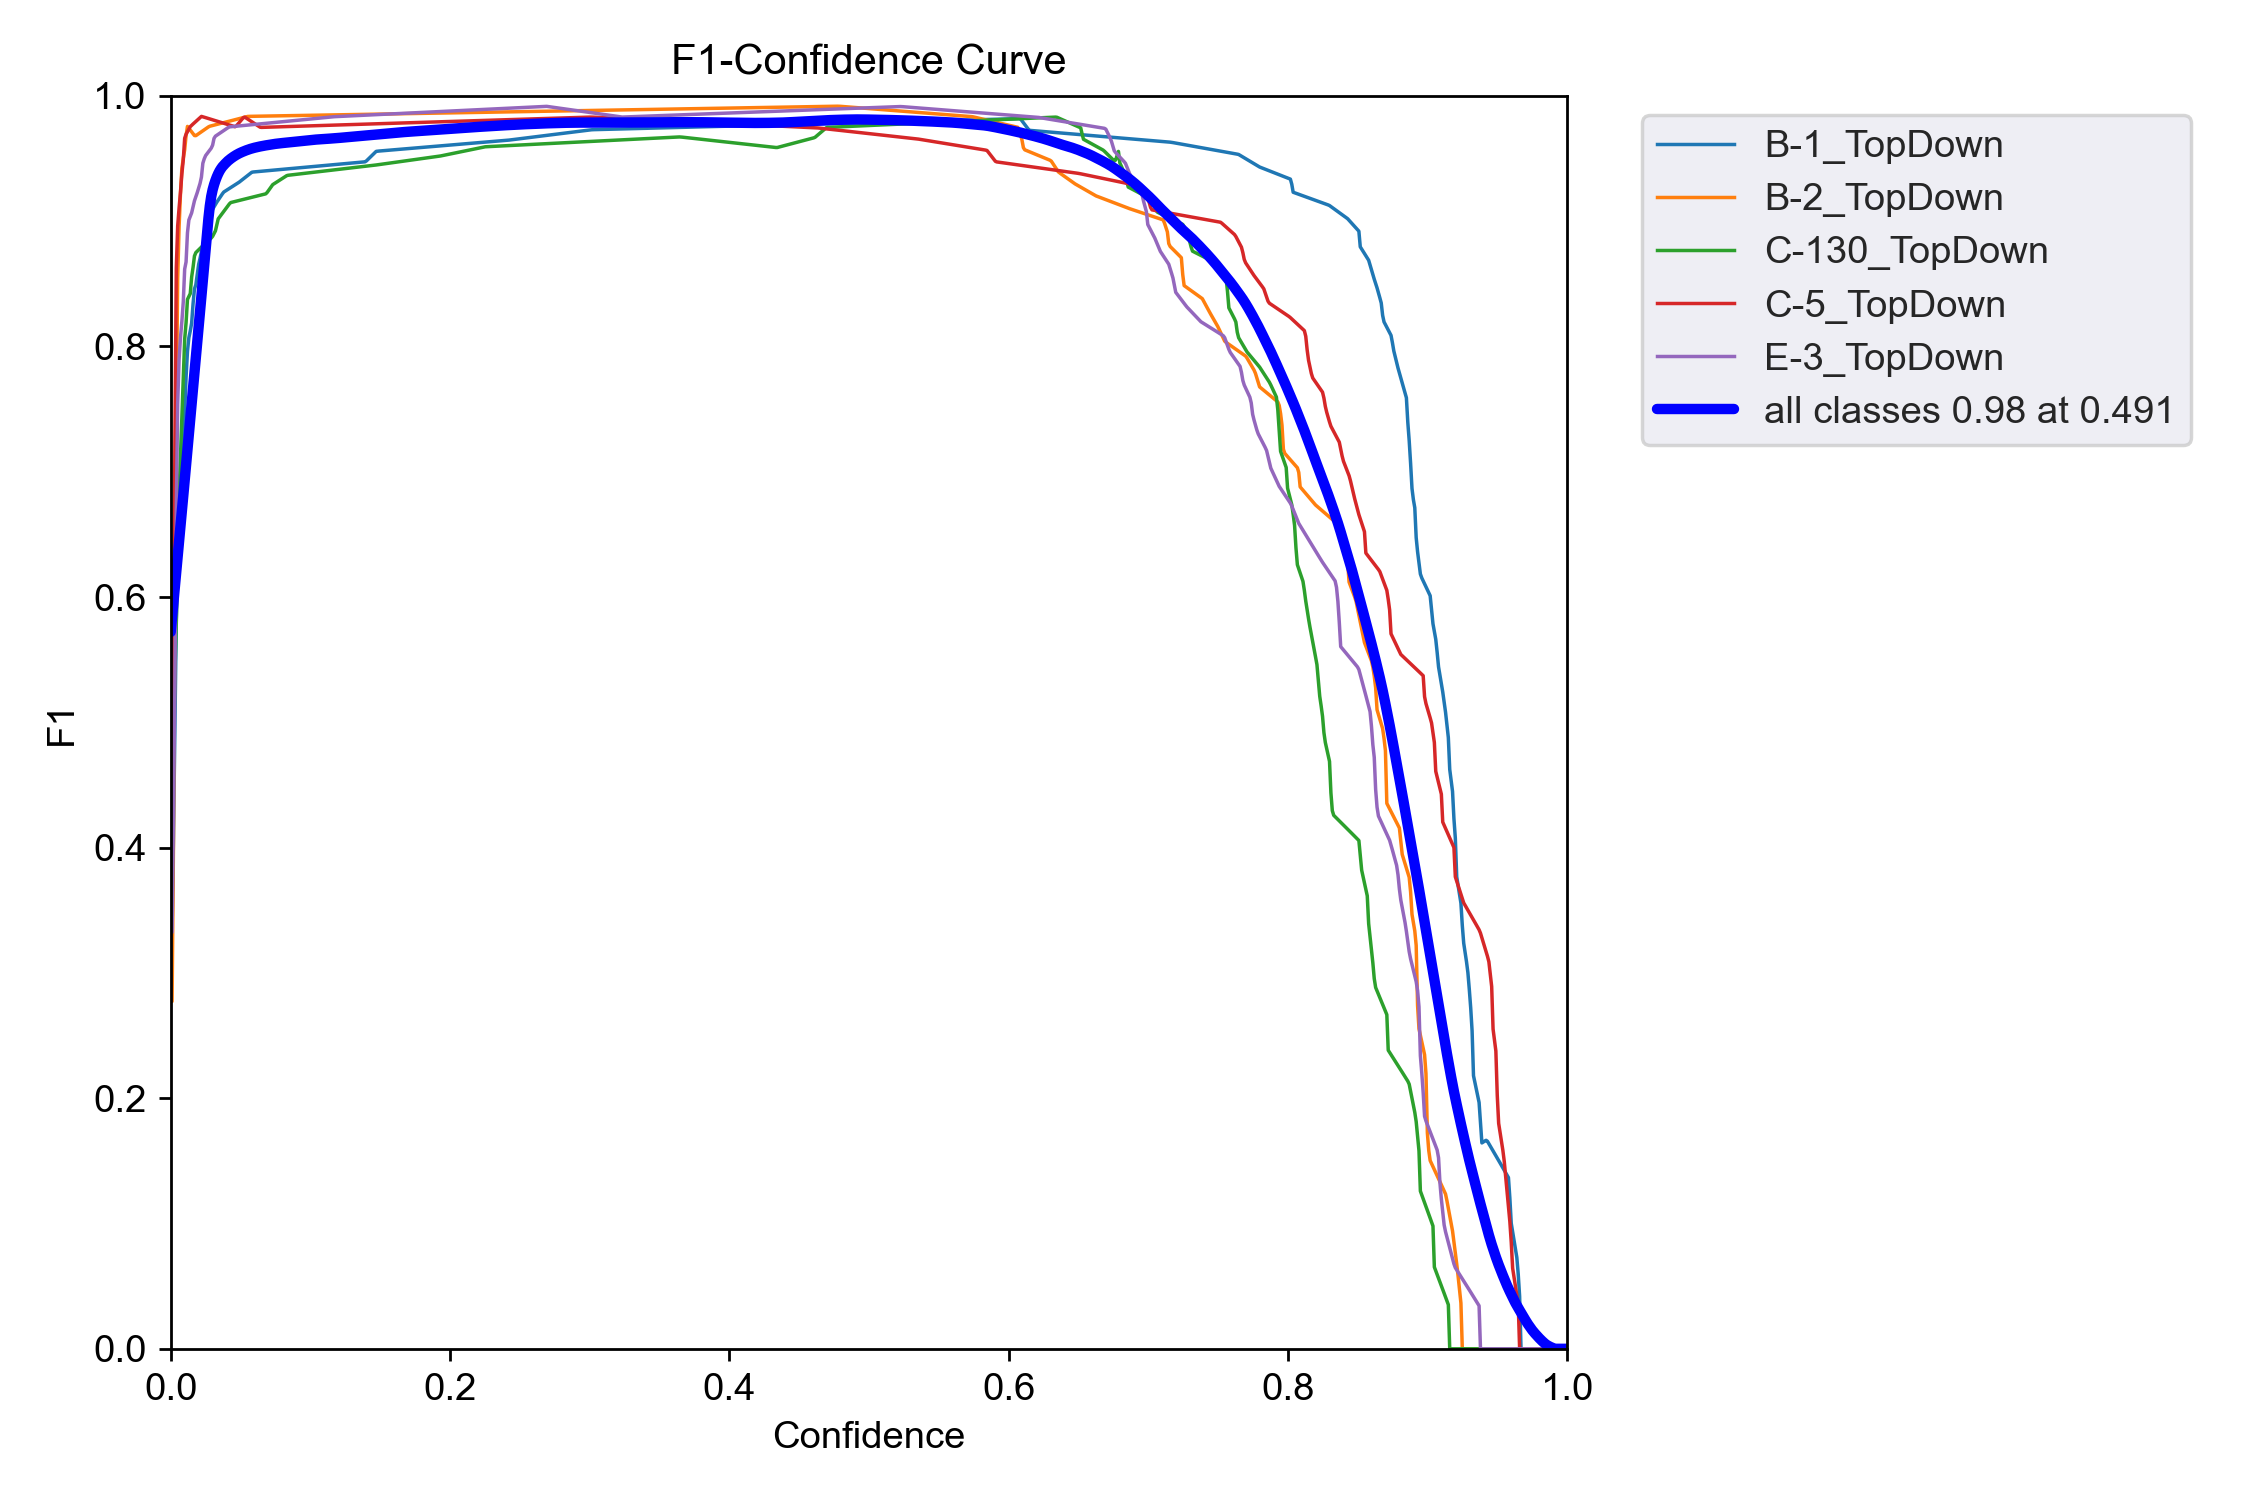 F1-Confidence Curve
1.0
0.8
0.6
0.4
0.2
0.0
F1
0.0 0.2 0.4 0.6 0.8 1.0
Confidence
B-1_TopDown
B-2_TopDown
C-130_TopDown
C-5_TopDown
E-3_TopDown
all classes 0.98 at 0.491